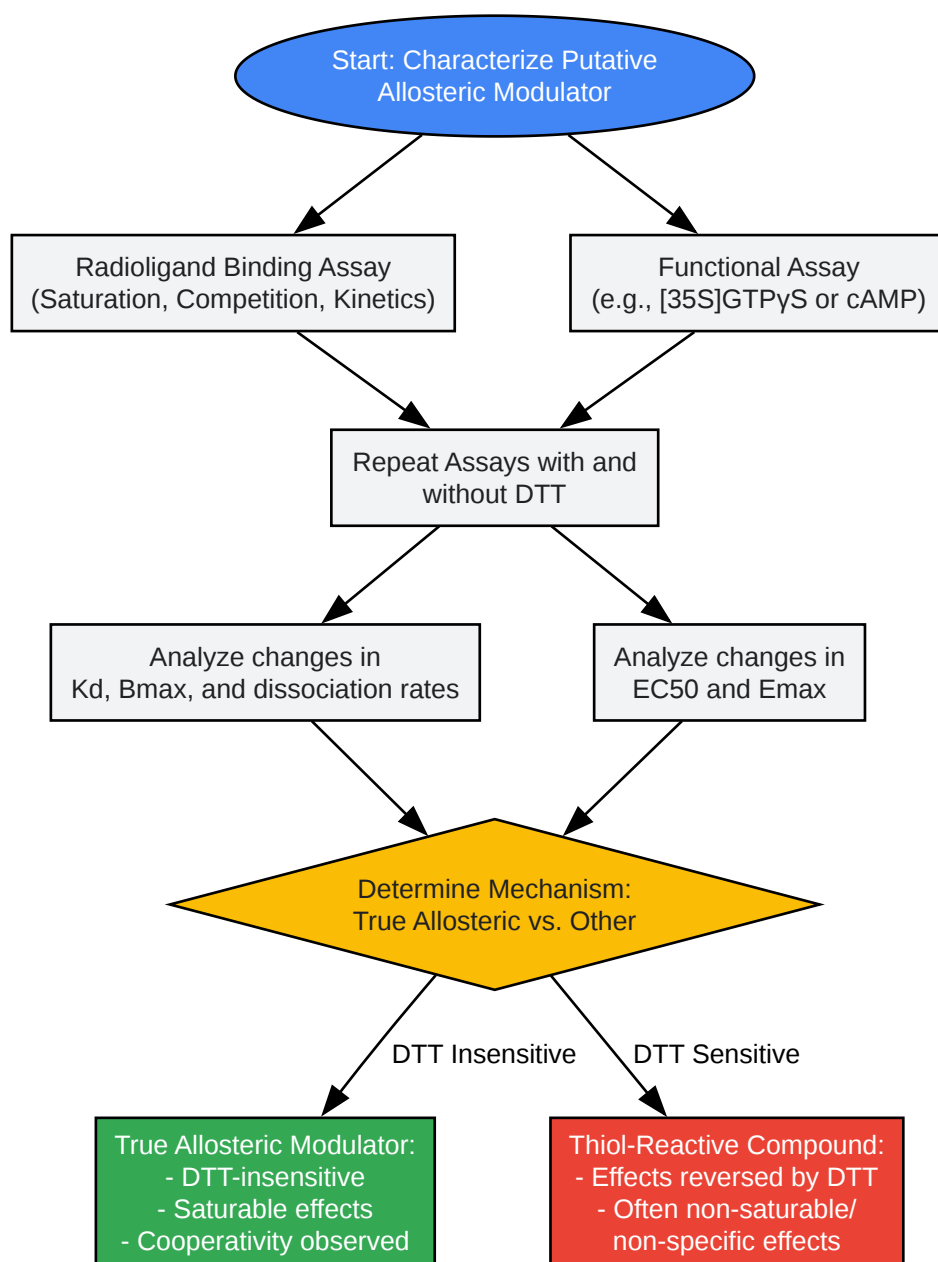 Start: Characterize Putative
Allosteric Modulator
Radioligand Binding Assay
(Saturation, Competition, Kinetics)
Functional Assay
(e.g., [35S]GTPγS or cAMP)
Repeat Assays with and
without DTT
Analyze changes in
Kd, Bmax, and dissociation rates
Analyze changes in
EC50 and Emax
Determine Mechanism:
True Allosteric vs. Other
DTT Insensitive
DTT Sensitive
True Allosteric Modulator:
- DTT-insensitive
- Saturable effects
- Cooperativity observed
Thiol-Reactive Compound:
- Effects reversed by DTT
- Often non-saturable/
non-specific effects